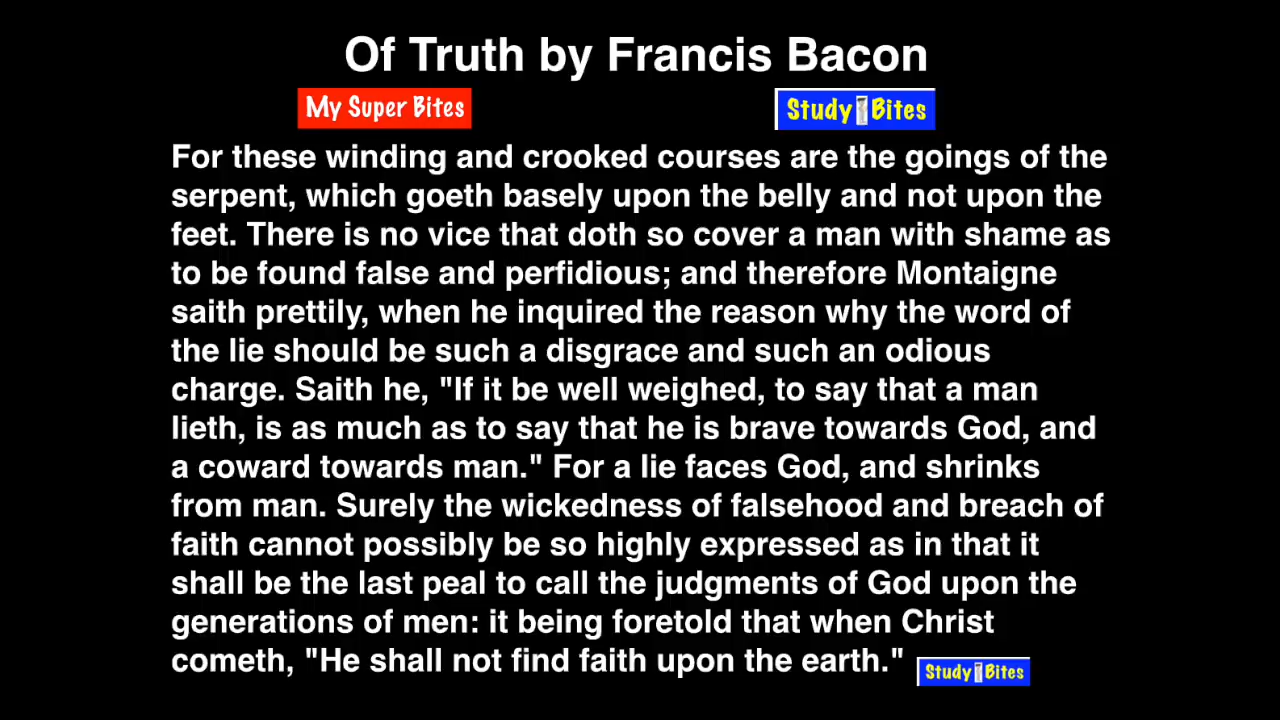 Of Truth by Francis Bacon
My Super Bites
Study Bites
For these winding and crooked courses are the goings of the
serpent, which goeth basely upon the belly and not upon the
feet. There is no vice that doth so cover a man with shame as
to be found false and perfidious; and therefore Montaigne
saith prettily, when he inquired the reason why the word of
the lie should be such a disgrace and such an odious
charge. Saith he, "If it be well weighed, to say that a man
lieth, is as much as to say that he is brave towards God, and
a coward towards man." For a lie faces God, and shrinks
from man. Surely the wickedness of falsehood and breach of
faith cannot possibly be so highly expressed as in that it
shall be the last peal to call the judgments of God upon the
generations of men: it being foretold that when Christ
cometh, "He shall not find faith upon the earth."
Study Bites